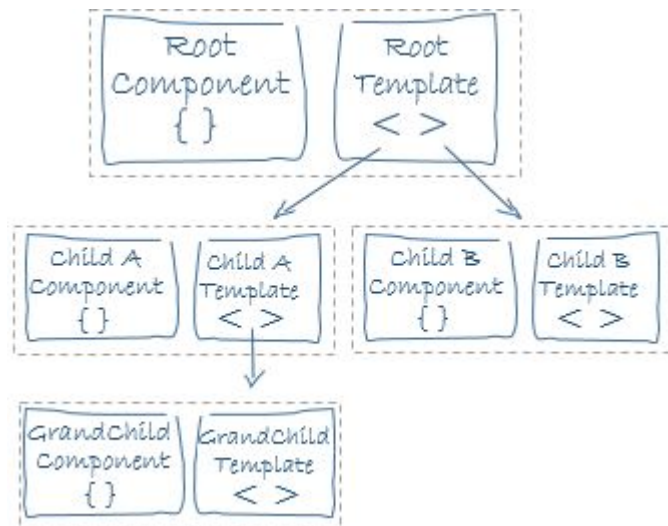 Root
Component
{ }
Root
Template
< >
Child A
Component
{ }
Child A
Template
< >
Child B
Component
{ }
Child B
Template
< >
GrandChild
Component
{ }
GrandChild
Template
< >